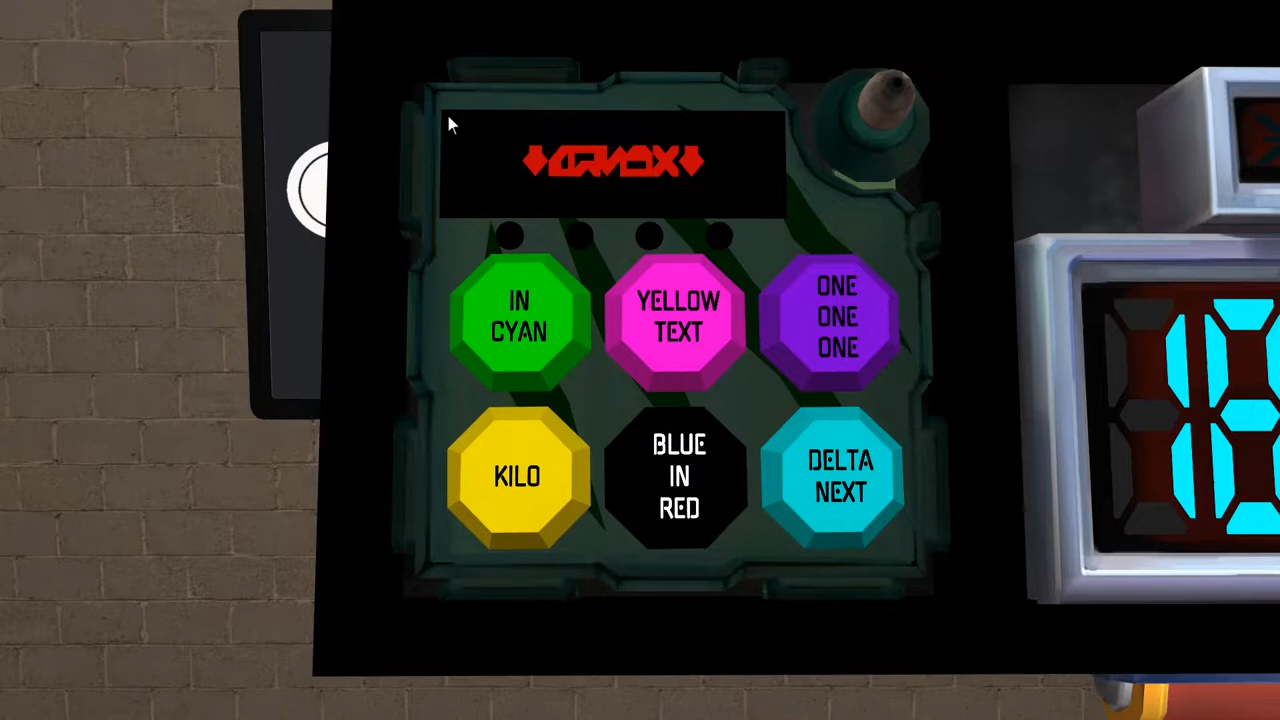 IN
CYAN
YELLOW
TEXT
ONE
ONE
ONE
KILO
BLUE
IN
RED
DELTA
NEXT